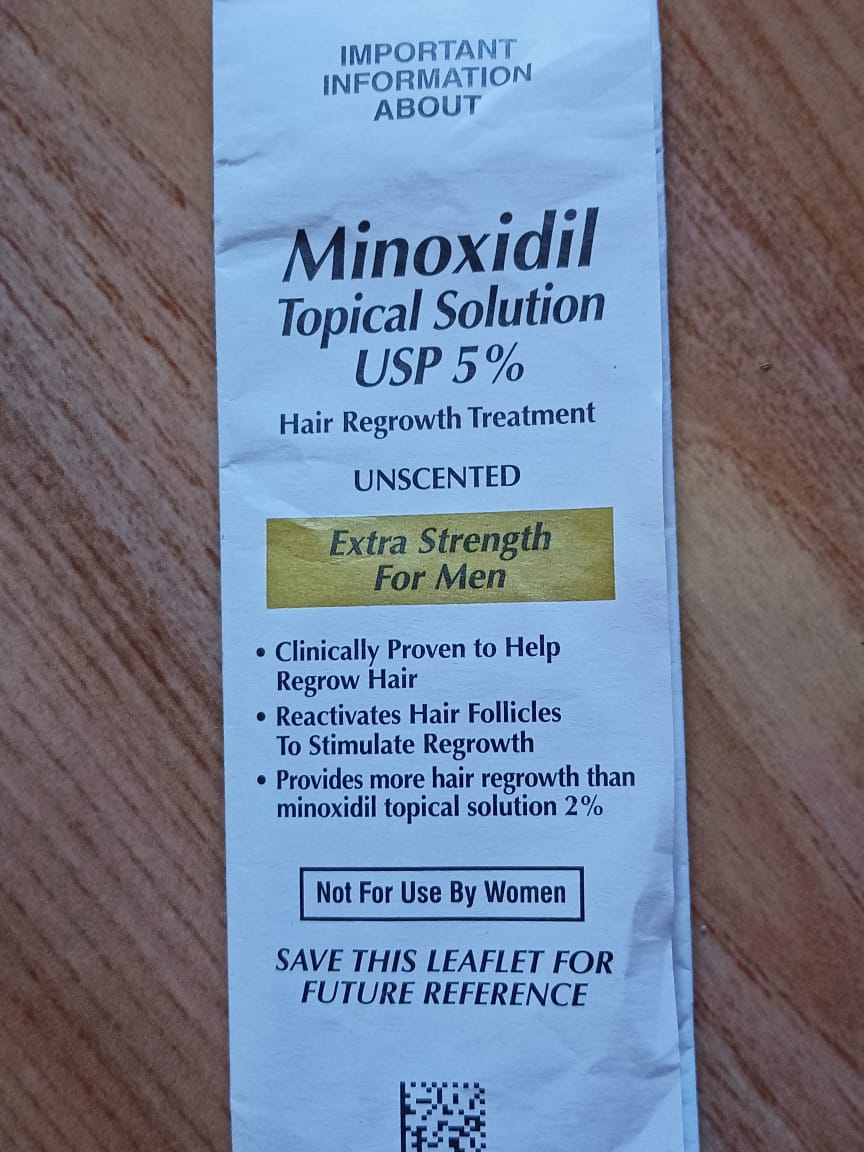 IMPORTANT
INFORMATION
ABOUT
Minoxidil
Topical Solution
USP 5%
Hair Regrowth Treatment
UNSCENTED
Extra Strength
For Men
• Clinically Proven to Help
Regrow Hair
• Reactivates Hair Follicles
To Stimulate Regrowth
• Provides more hair regrowth than
minoxidil topical solution 2%
Not For Use By Women
SAVE THIS LEAFLET FOR
FUTURE REFERENCE